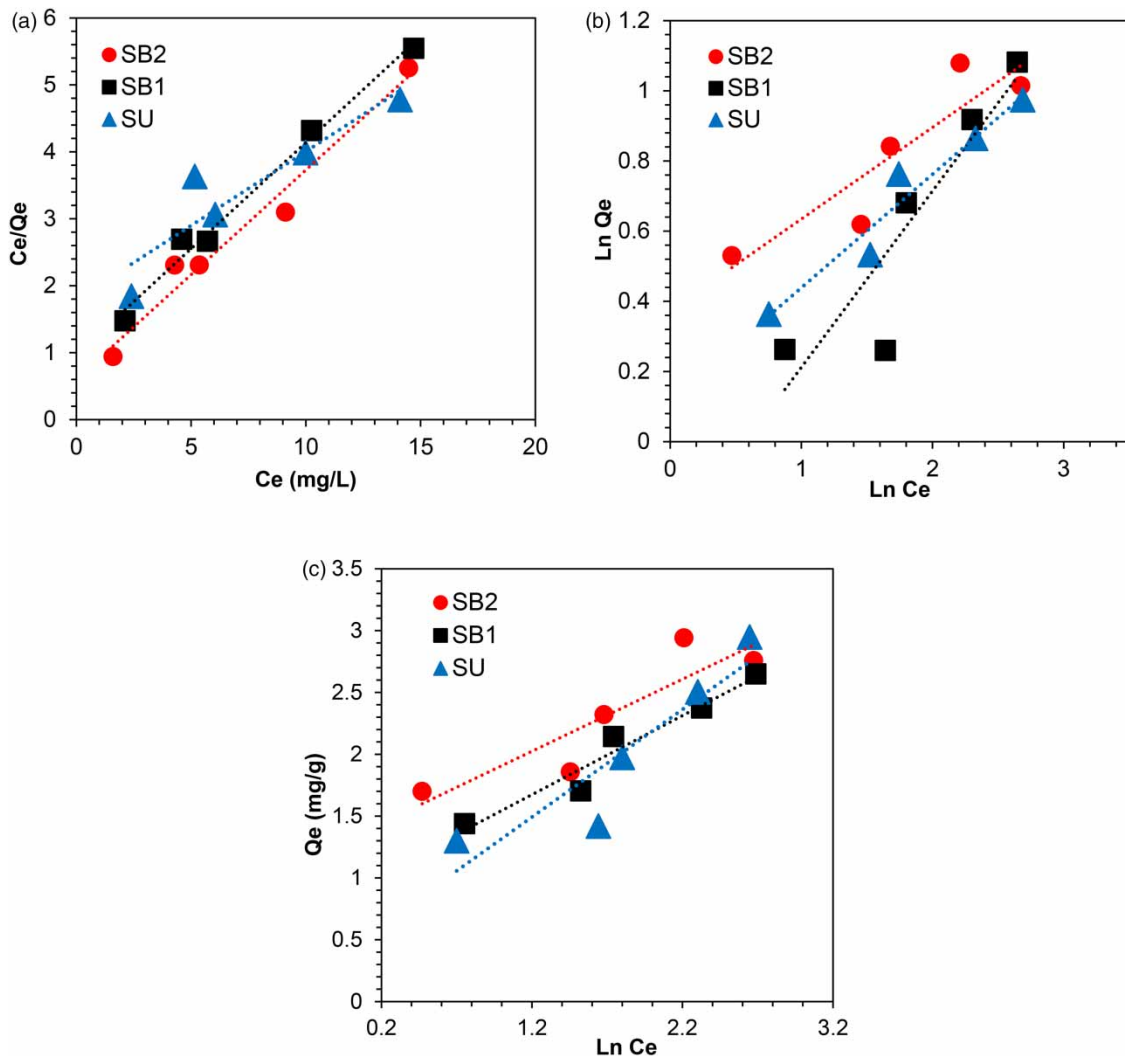 (a)
6
5
4
3
2
1
0
Ce/Qe
SB2
SB1
SU
0 5 10 15 20
Ce (mg/L)
(b)
1.2
1
0.8
0.6
0.4
0.2
0
Ln Qe
SB2
SB1
SU
0 1 2 3
Ln Ce
(c)
3.5
3
2.5
2
1.5
1
0.5
0
Qe (mg/g)
SB2
SB1
SU
0.2 1.2 2.2 3.2
Ln Ce